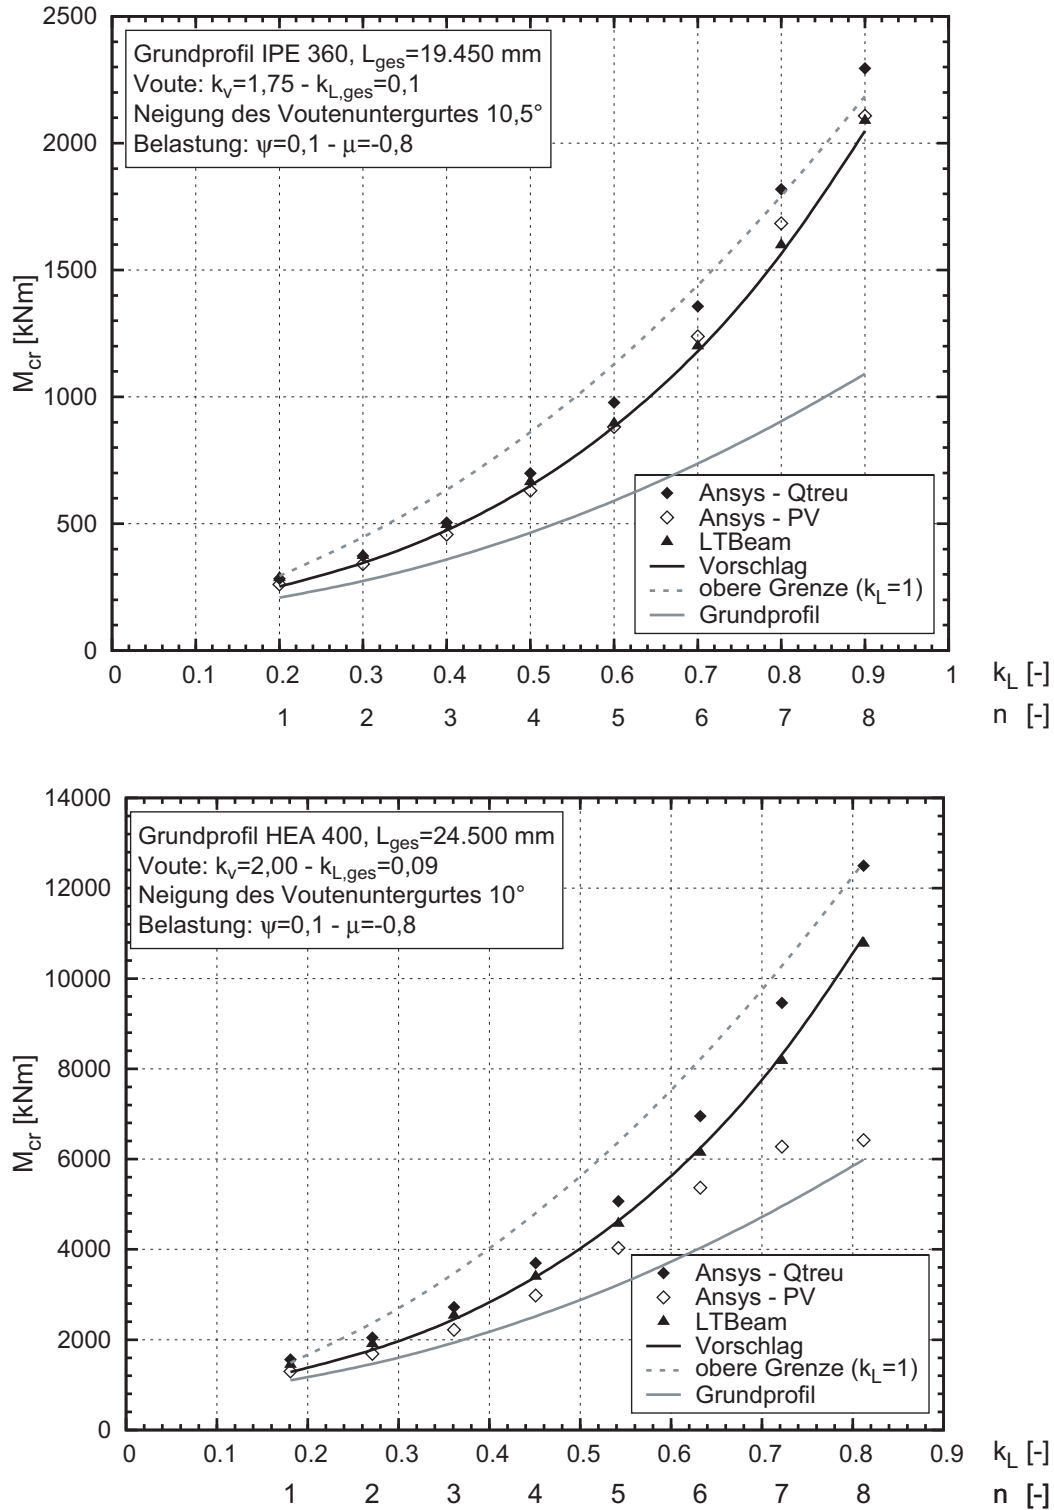 2500
2000
1500
1000
500
0
M_cr [kNm]
Grundprofil IPE 360, L_ges=19.450 mm
Voute: k_v=1,75 - k_L,ges=0,1
Neigung des Voutenuntergurtes 10,5°
Belastung: ψ=0,1 - μ=-0,8
Ansys - Qtreu
Ansys - PV
LTBeam
Vorschlag
obere Grenze (k_L=1)
Grundprofil
0 0.1 0.2 0.3 0.4 0.5 0.6 0.7 0.8 0.9 1 k_L [-]
1 2 3 4 5 6 7 8 n [-]
14000
12000
10000
8000
6000
4000
2000
0
M_cr [kNm]
Grundprofil HEA 400, L_ges=24.500 mm
Voute: k_v=2,00 - k_L,ges=0,09
Neigung des Voutenuntergurtes 10°
Belastung: ψ=0,1 - μ=-0,8
Ansys - Qtreu
Ansys - PV
LTBeam
Vorschlag
obere Grenze (k_L=1)
Grundprofil
0 0.1 0.2 0.3 0.4 0.5 0.6 0.7 0.8 0.9 k_L [-]
1 2 3 4 5 6 7 8 n [-]